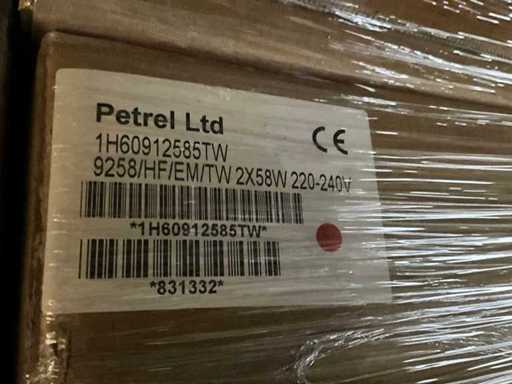 Petrel Ltd
CE
1H60912585TW
9258/HF/EM/TW 2X58W 220-240V
*1H60912585TW*
*831332*